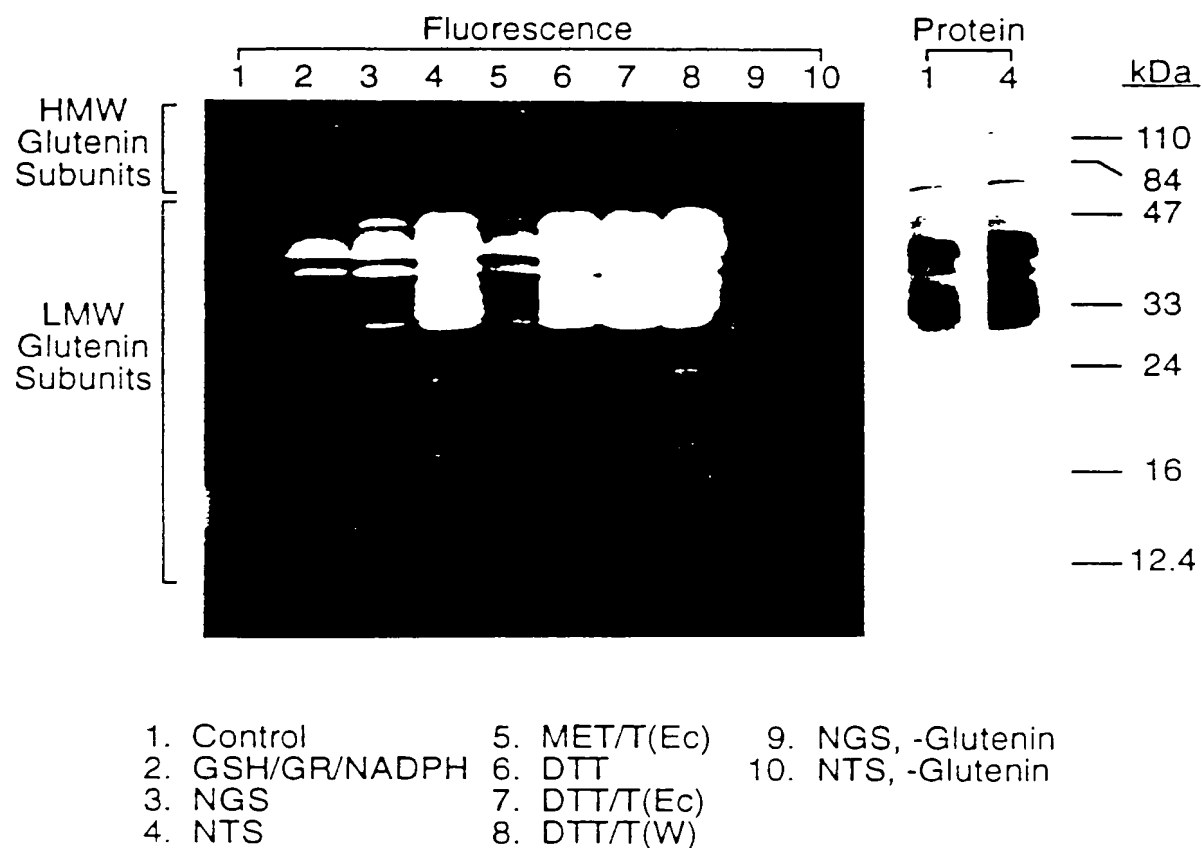 Fluorescence
Protein
1 2 3 4 5 6 7 8 9 10
1 4
kDa
HMW
Glutenin
Subunits
LMW
Glutenin
Subunits
110
84
47
33
24
16
12.4
1. Control
2. GSH/GR/NADPH
3. NGS
4. NTS
5. MET/T(Ec)
6. DTT
7. DTT/T(Ec)
8. DTT/T(W)
9. NGS, -Glutenin
10. NTS, -Glutenin